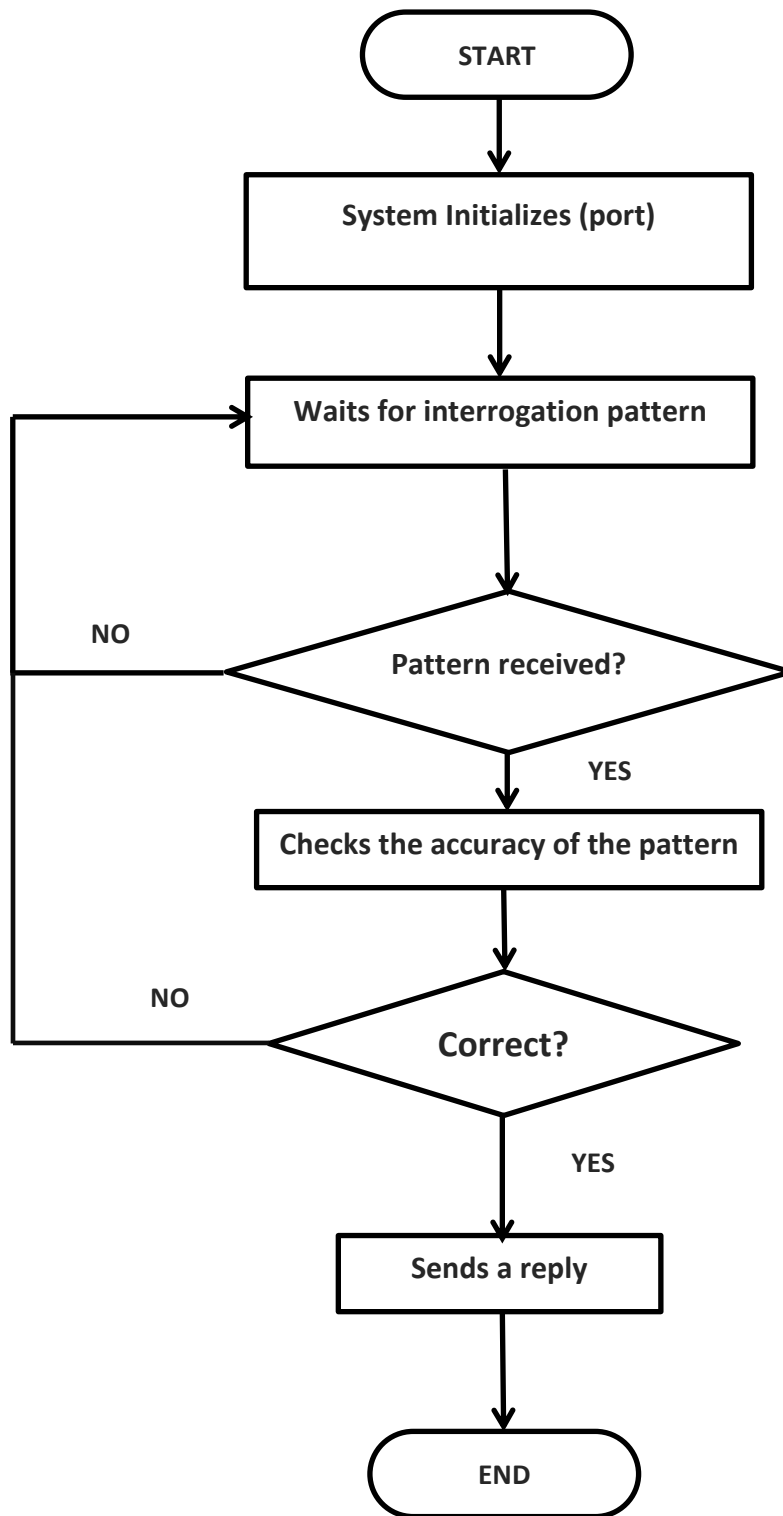 START
System Initializes (port)
Waits for interrogation pattern
NO
Pattern received?
YES
Checks the accuracy of the pattern
NO
Correct?
YES
Sends a reply
END